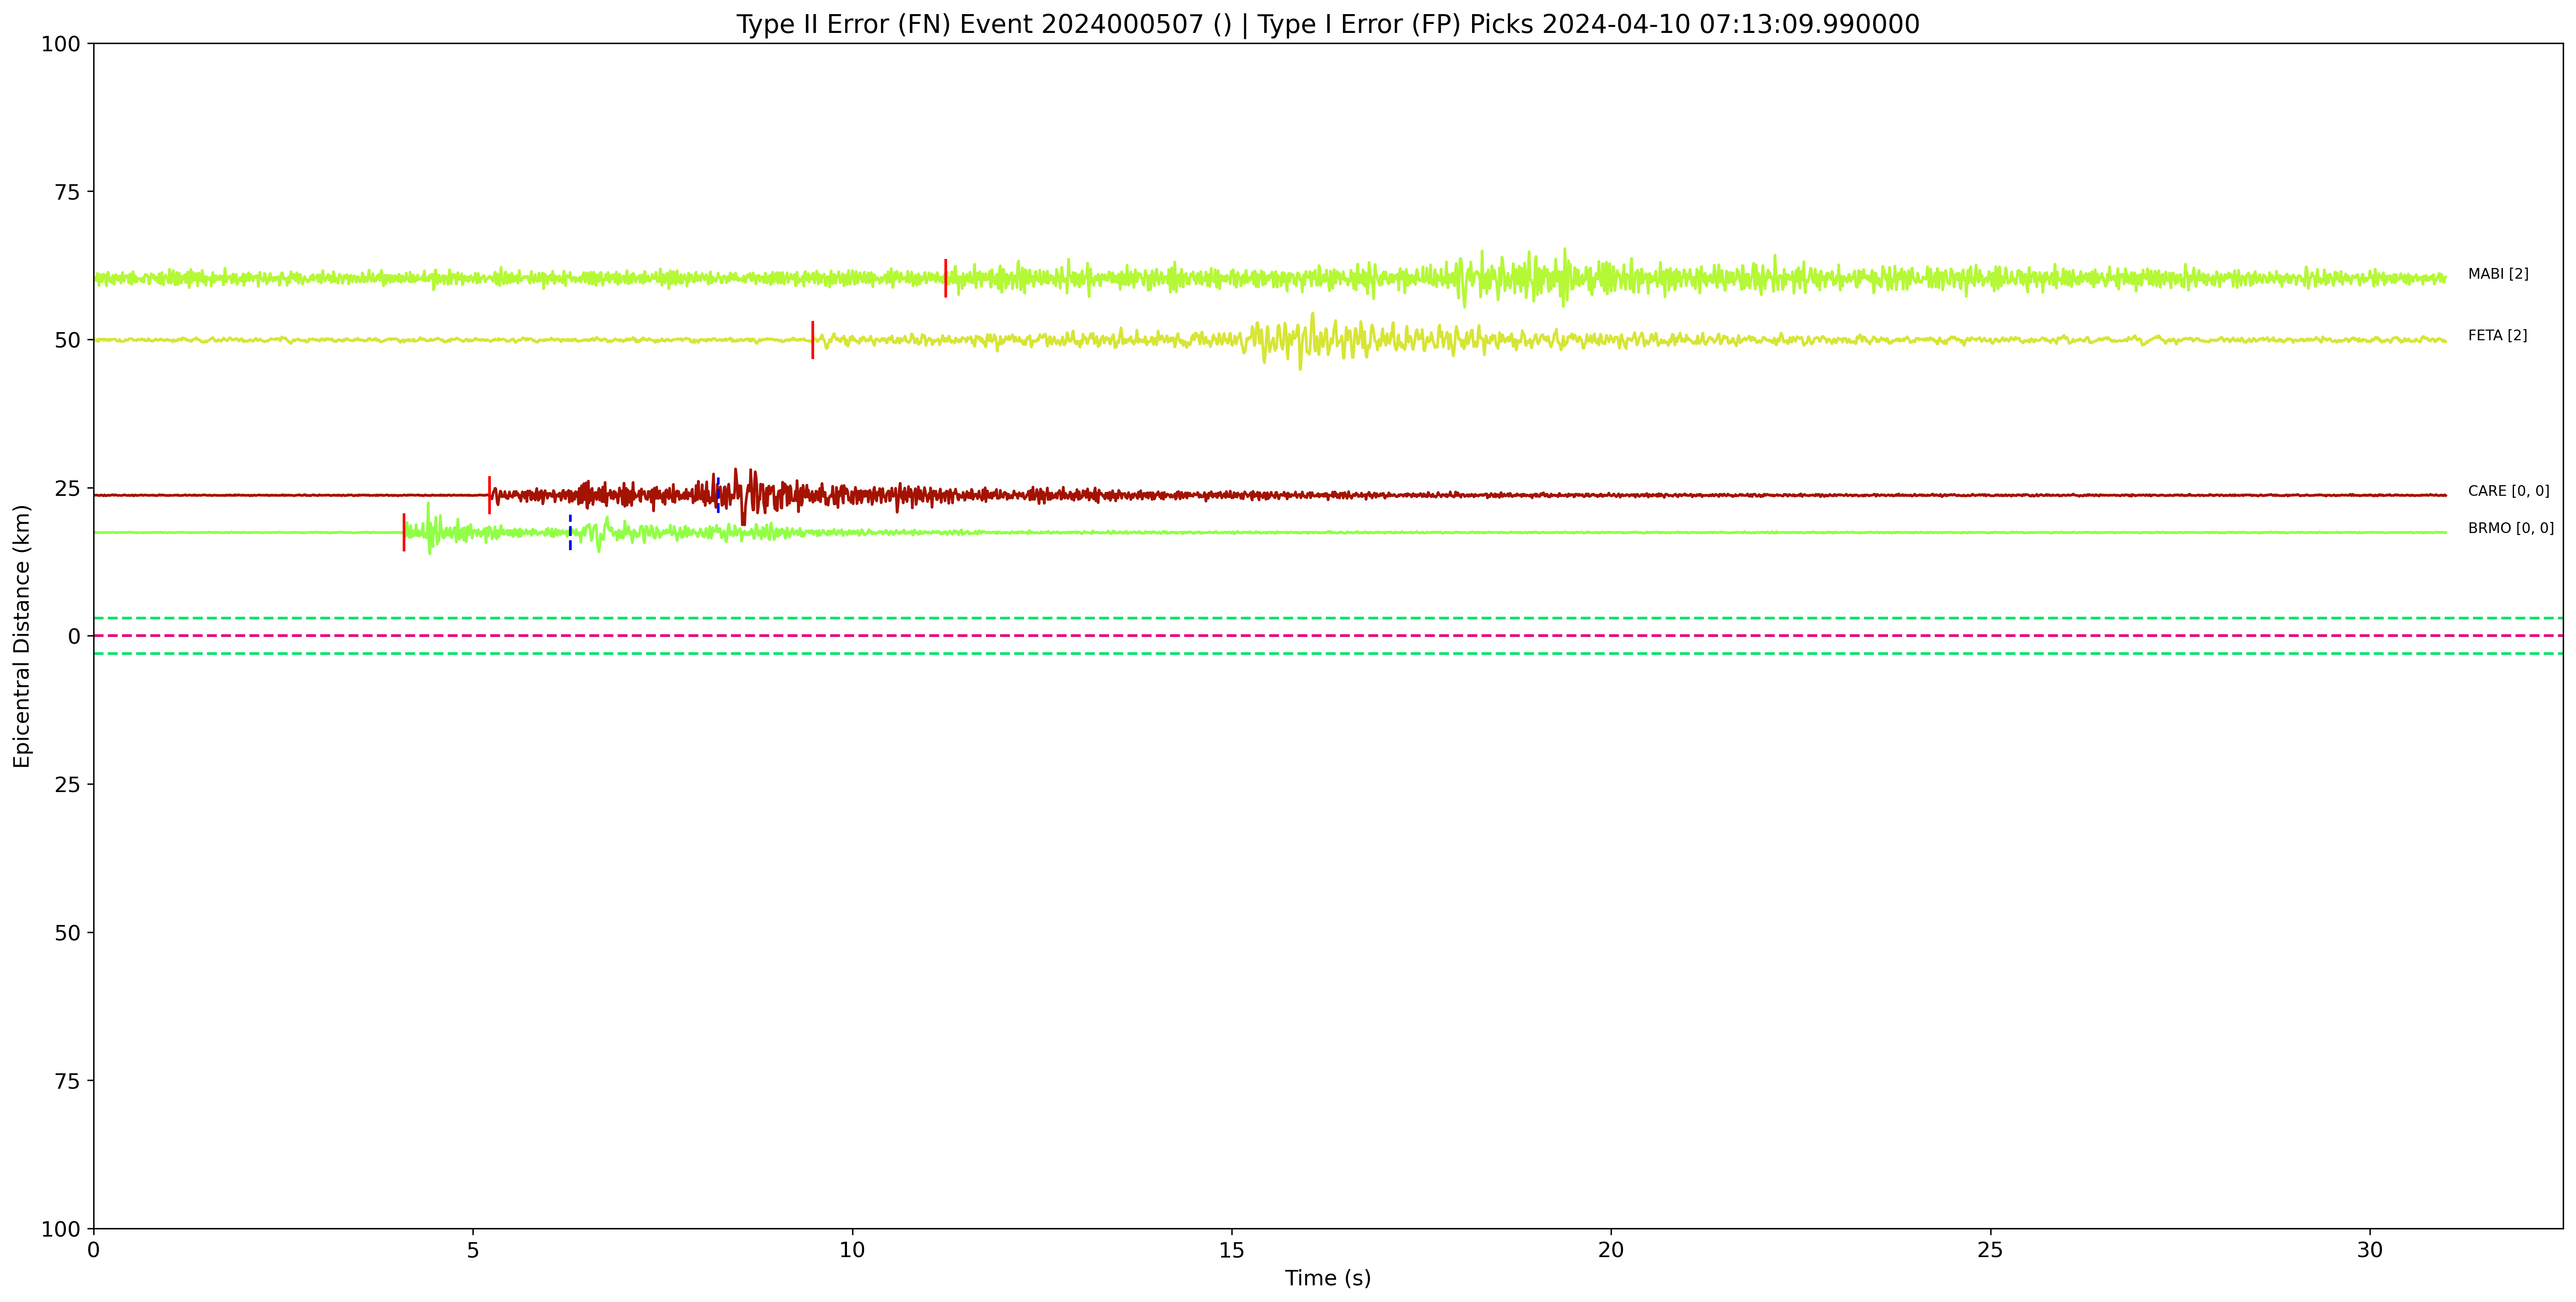 Type II Error (FN) Event 2024000507 () | Type I Error (FP) Picks 2024-04-10 07:13:09.990000
100
75
MABI [2]
50
FETA [2]
25
CARE [0, 0]
BRMO [0, 0]
0
25
50
75
100
Epicentral Distance (km)
0 5 10 15 20 25 30
Time (s)